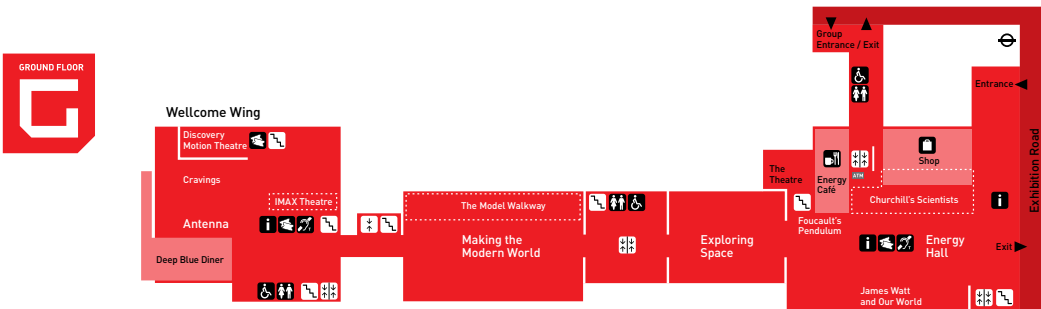 GROUND FLOOR
G
Wellcome Wing
Discovery
Motion Theatre
Cravings
IMAX Theatre
Antenna
Deep Blue Diner
The Model Walkway
Making the
Modern World
Exploring
Space
Group
Entrance / Exit
Entrance
Exhibition Road
Shop
The
Theatre
Energy
Café
ATM
Churchill's Scientists
Foucault's
Pendulum
Energy
Hall
Exit
James Watt
and Our World